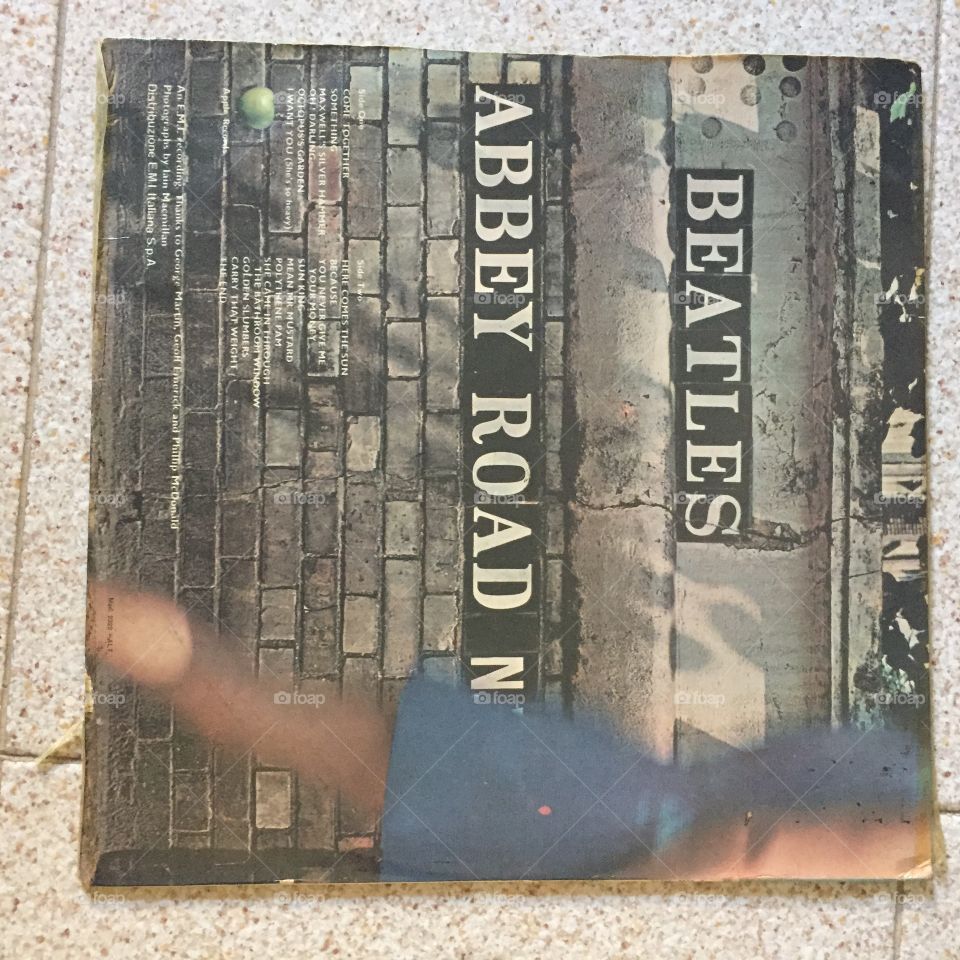 BEATLES
ABBEY ROAD N
Side One
COME TOGETHER
SOMETHING
MAXWELL'S SILVER HAMMER
OH! DARLING
OCTOPUS'S GARDEN
I WANT YOU (She's so heavy)
Side Two
HERE COMES THE SUN
BECAUSE
YOU NEVER GIVE ME
YOUR MONEY
SUN KING
MEAN MR MUSTARD
POLYTHENE PAM
SHE CAME IN THROUGH
THE BATHROOM WINDOW
GOLDEN SLUMBERS
CARRY THAT WEIGHT
THE END
Apple Records
An E.M.I. recording. Thanks to George Martin, Geoff Emerick and Phillip McDonald
Photographs by Iain Macmillan
Distribuzione E.M.I. Italiana S.p.A.
foap